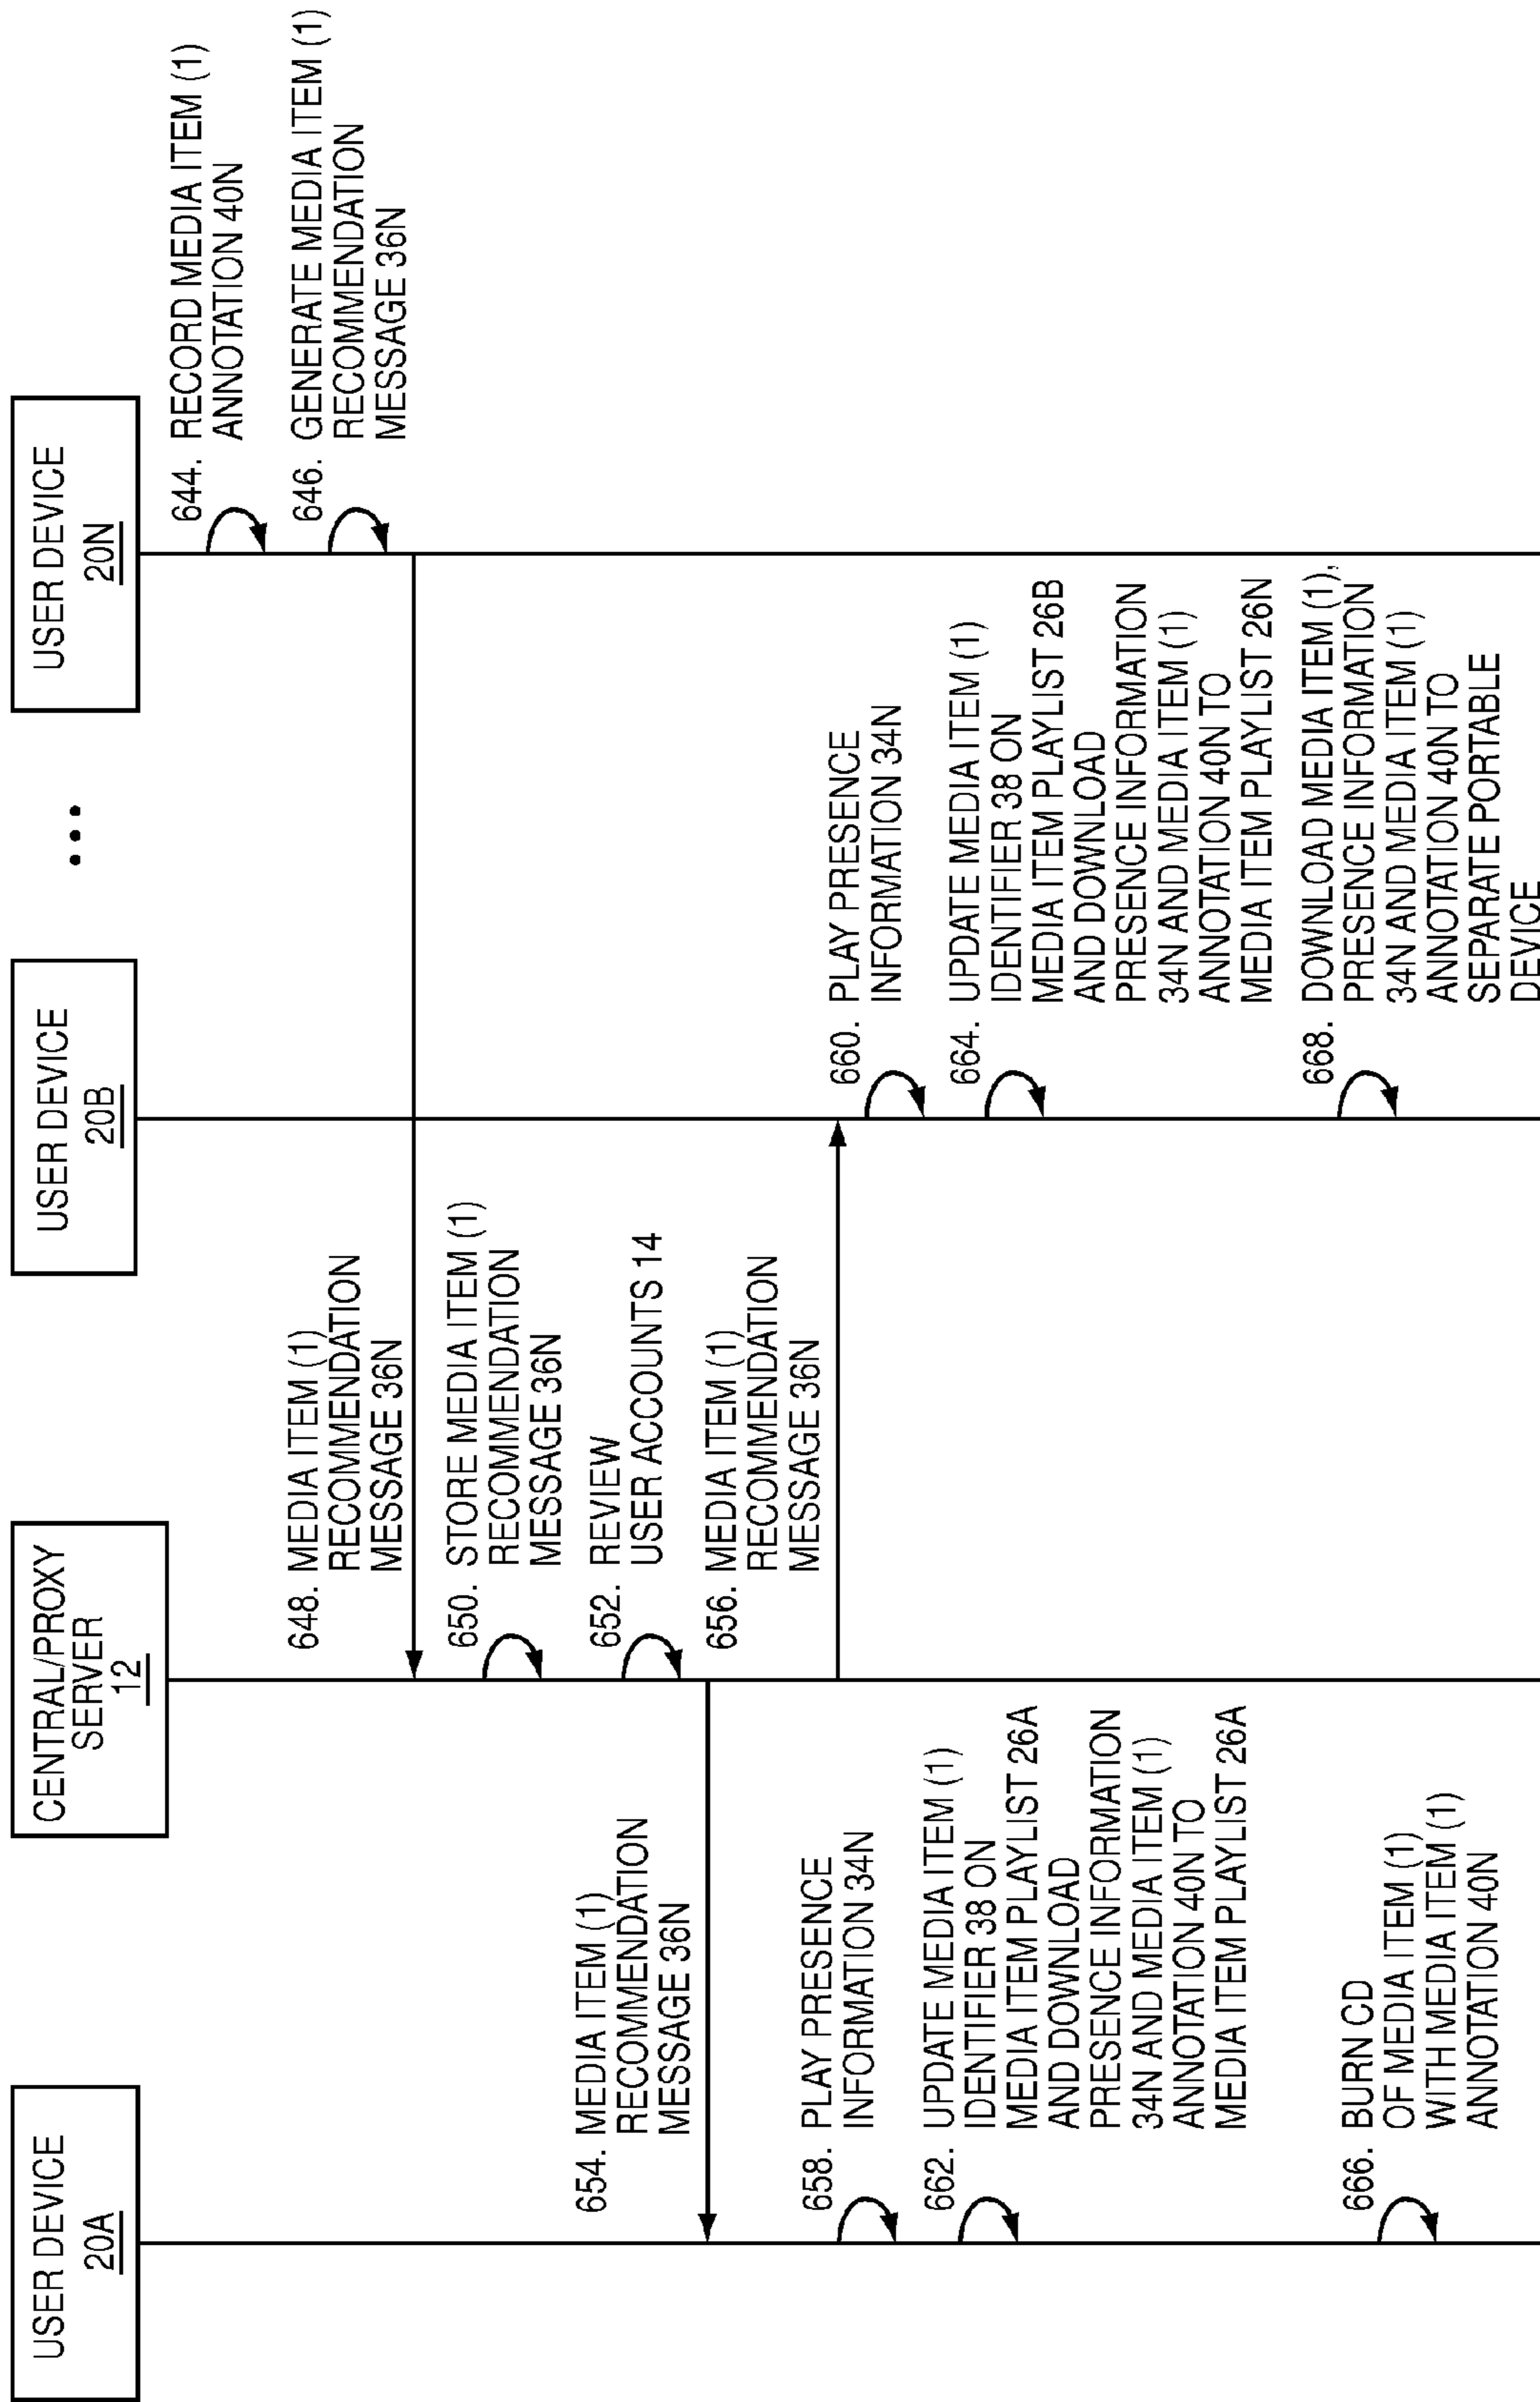 USER DEVICE
20A
CENTRAL/PROXY
SERVER
12
USER DEVICE
20B
...
USER DEVICE
20N
644. RECORD MEDIA ITEM (1)
ANNOTATION 40N
646. GENERATE MEDIA ITEM (1)
RECOMMENDATION
MESSAGE 36N
648. MEDIA ITEM (1)
RECOMMENDATION
MESSAGE 36N
650. STORE MEDIA ITEM (1)
RECOMMENDATION
MESSAGE 36N
652. REVIEW
USER ACCOUNTS 14
654. MEDIA ITEM (1)
RECOMMENDATION
MESSAGE 36N
656. MEDIA ITEM (1)
RECOMMENDATION
MESSAGE 36N
658. PLAY PRESENCE
INFORMATION 34N
660. PLAY PRESENCE
INFORMATION 34N
662. UPDATE MEDIA ITEM (1)
IDENTIFIER 38 ON
MEDIA ITEM PLAYLIST 26A
AND DOWNLOAD
PRESENCE INFORMATION
34N AND MEDIA ITEM (1)
ANNOTATION 40N TO
MEDIA ITEM PLAYLIST 26A
664. UPDATE MEDIA ITEM (1)
IDENTIFIER 38 ON
MEDIA ITEM PLAYLIST 26B
AND DOWNLOAD
PRESENCE INFORMATION
34N AND MEDIA ITEM (1)
ANNOTATION 40N TO
MEDIA ITEM PLAYLIST 26N
666. BURN CD
OF MEDIA ITEM (1)
WITH MEDIA ITEM (1)
ANNOTATION 40N
668. DOWNLOAD MEDIA ITEM (1),
PRESENCE INFORMATION
34N AND MEDIA ITEM (1)
ANNOTATION 40N TO
SEPARATE PORTABLE
DEVICE